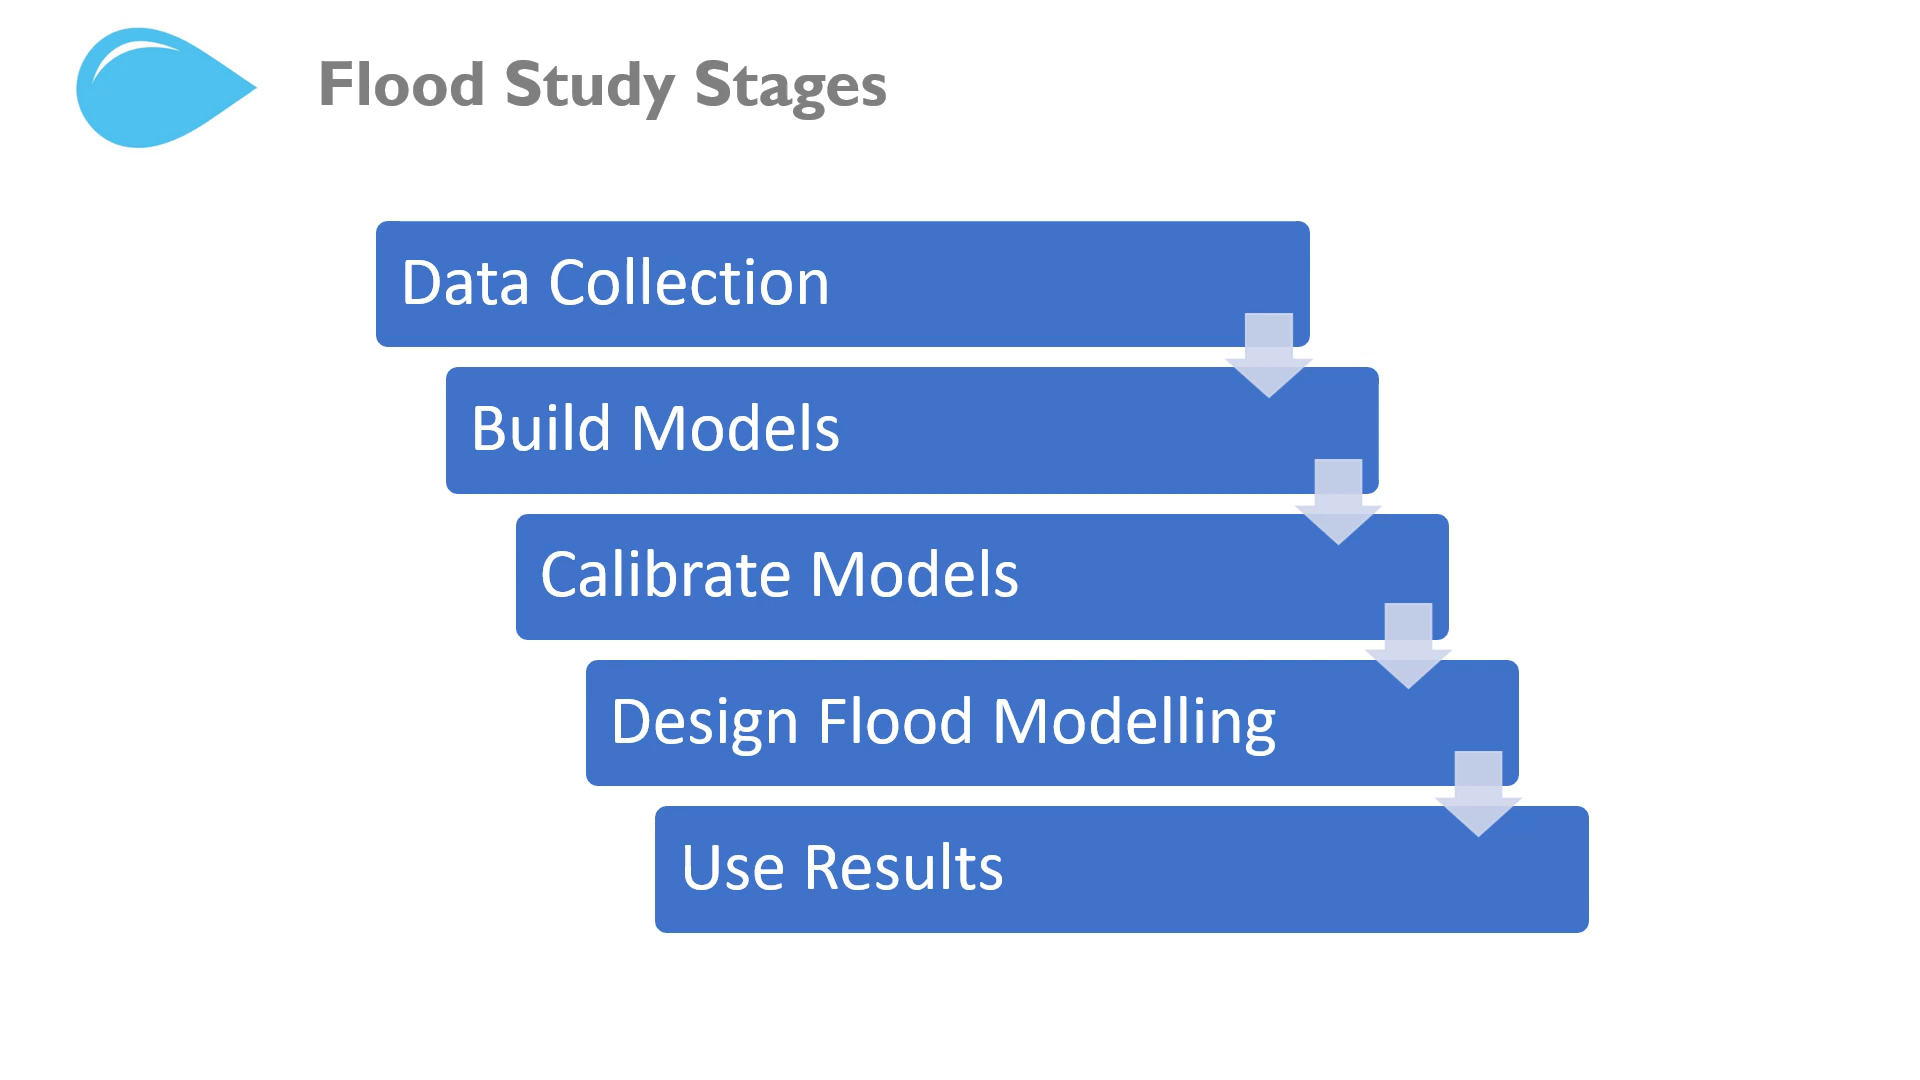 Flood Study Stages
Data Collection
Build Models
Calibrate Models
Design Flood Modelling
Use Results